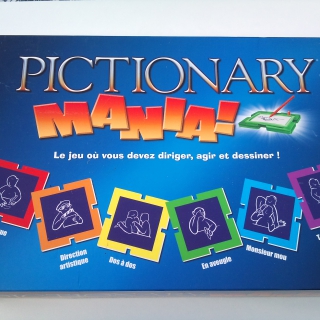 PICTIONARY
MANIA!
Le jeu où vous devez diriger, agir et dessiner !
Direction
artistique
Dos à dos
En aveugle
Monsieur mou